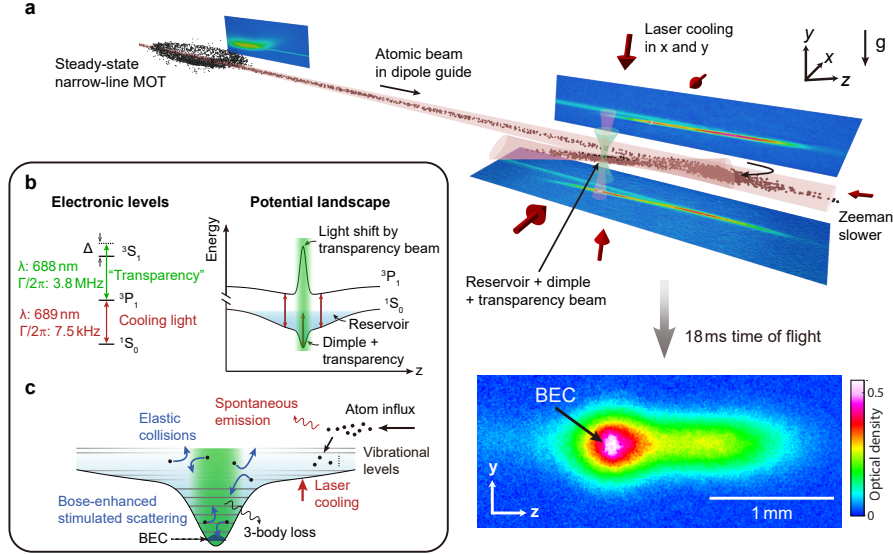 a
Steady-state
narrow-line MOT
Atomic beam
in dipole guide
Laser cooling
in x and y
y
x
z
g
Zeeman
slower
Reservoir + dimple
+ transparency beam
18 ms time of flight
b
Electronic levels
Δ
³S₁
λ: 688 nm
Γ/2π: 3.8 MHz
"Transparency"
³P₁
λ: 689 nm
Γ/2π: 7.5 kHz
Cooling light
¹S₀
Potential landscape
Energy
Light shift by
transparency beam
³P₁
¹S₀
Reservoir
Dimple +
transparency
z
c
Elastic
collisions
Spontaneous
emission
Atom influx
Vibrational
levels
Laser
cooling
Bose-enhanced
stimulated scattering
3-body loss
BEC
BEC
y
z
1 mm
0.5
Optical density
0